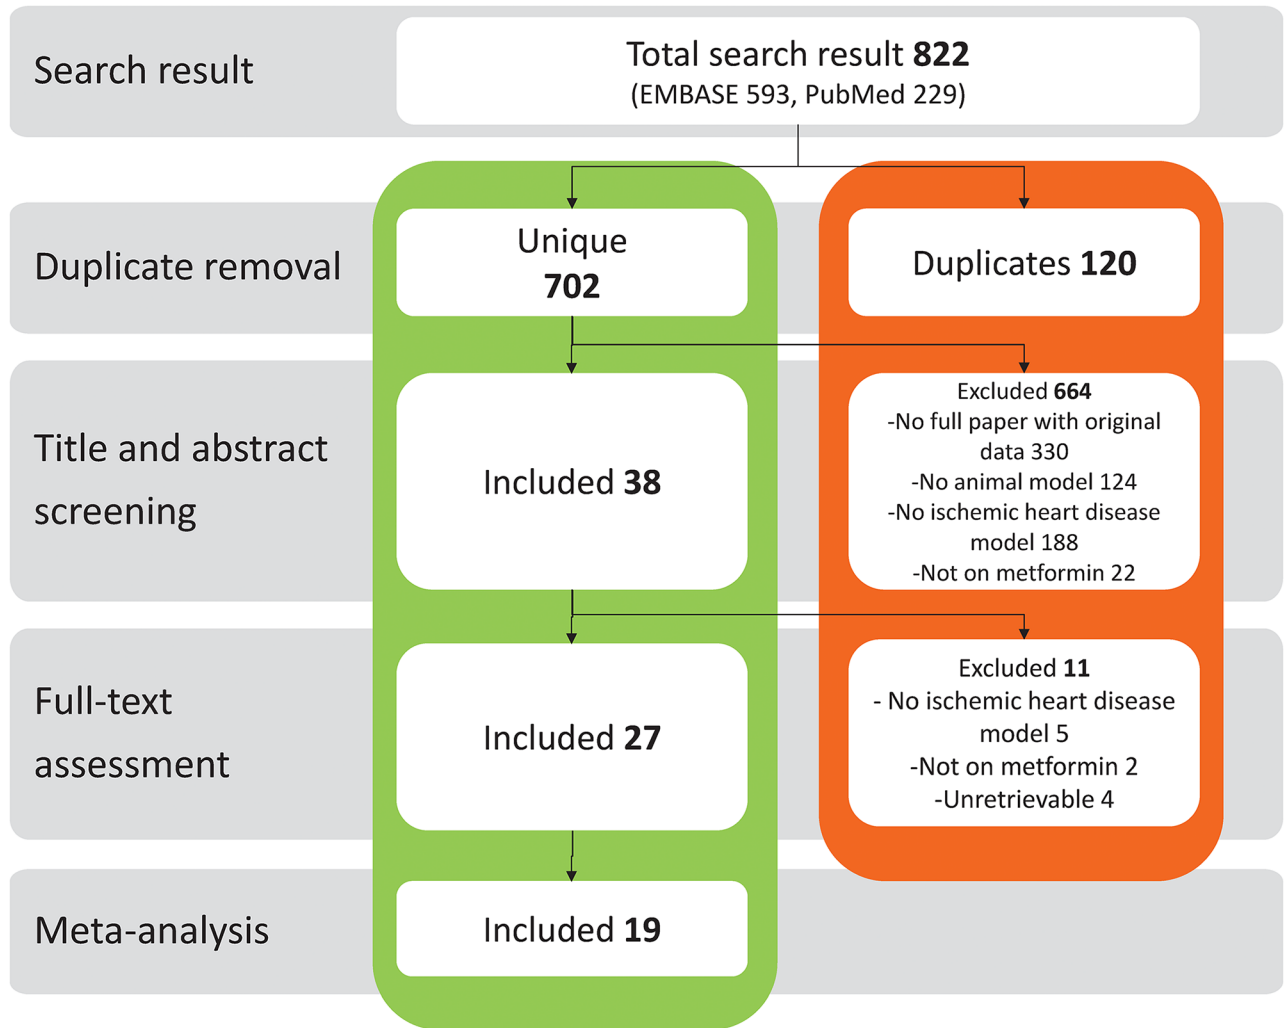 Search result
Total search result 822
(EMBASE 593, PubMed 229)
Duplicate removal
Unique
702
Duplicates 120
Title and abstract
screening
Included 38
Excluded 664
-No full paper with original
data 330
-No animal model 124
-No ischemic heart disease
model 188
-Not on metformin 22
Full-text
assessment
Included 27
Excluded 11
- No ischemic heart disease
model 5
-Not on metformin 2
-Unretrievable 4
Meta-analysis
Included 19